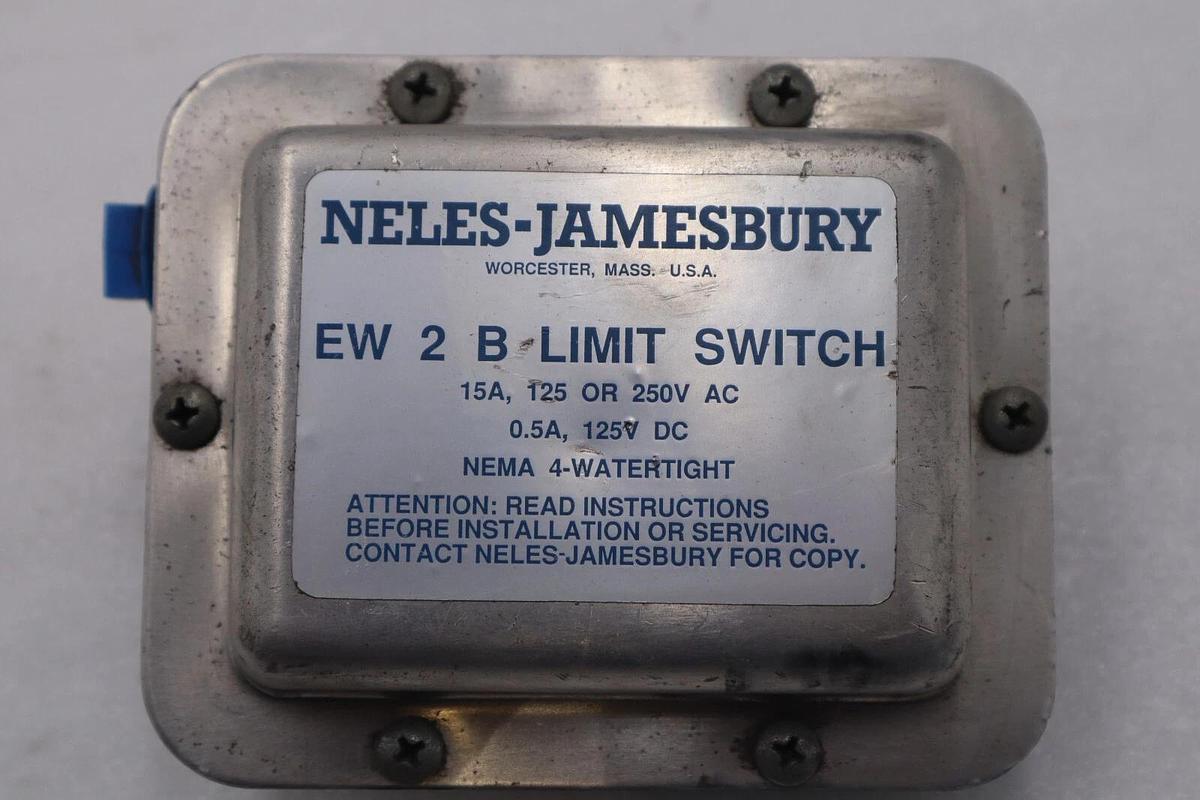 NELES-JAMESBURY
WORCESTER, MASS. U.S.A.
EW 2 B LIMIT SWITCH
15A, 125 OR 250V AC
0.5A, 125V DC
NEMA 4-WATERTIGHT
ATTENTION: READ INSTRUCTIONS
BEFORE INSTALLATION OR SERVICING.
CONTACT NELES-JAMESBURY FOR COPY.